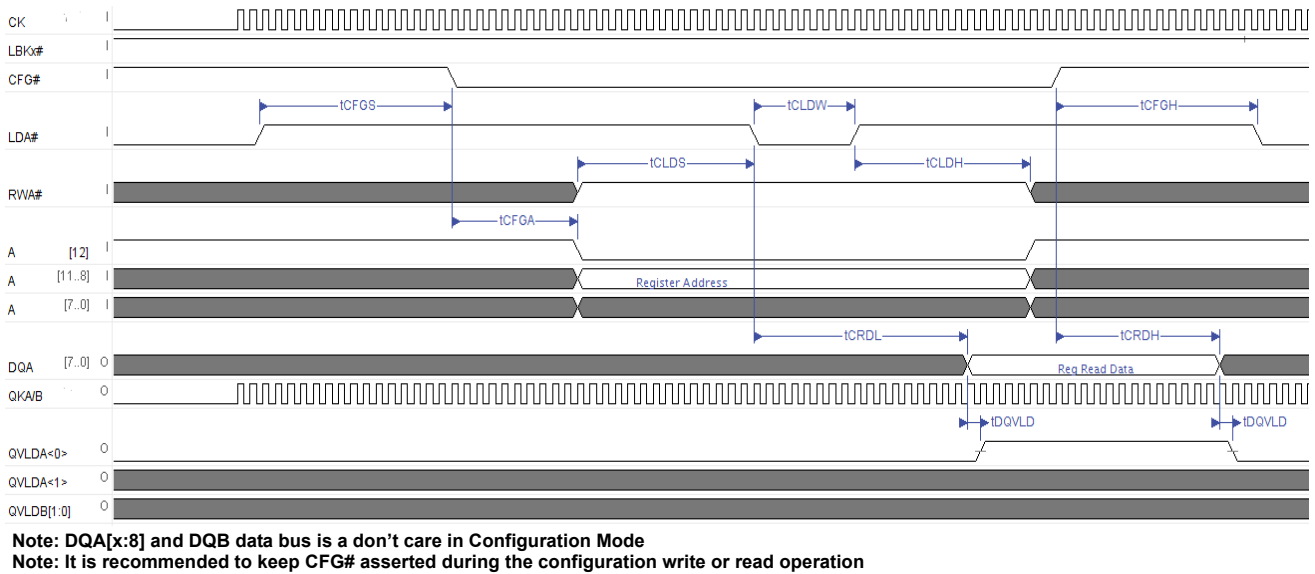 CK I
LBKx# I
CFG# I
tCFGS tCLDW tCFGH
LDA# I
tCLDS tCLDH
RWA# I
tCFGA
A [12] I
A [11..8] I Register Address
A [7..0] I
tCRDL tCRDH
DQA [7..0] O Reg Read Data
QKA/B O
tDQVLD tDQVLD
QVLDA<0> O
QVLDA<1> O
QVLDB[1:0] O
Note: DQA[x:8] and DQB data bus is a don't care in Configuration Mode
Note: It is recommended to keep CFG# asserted during the configuration write or read operation